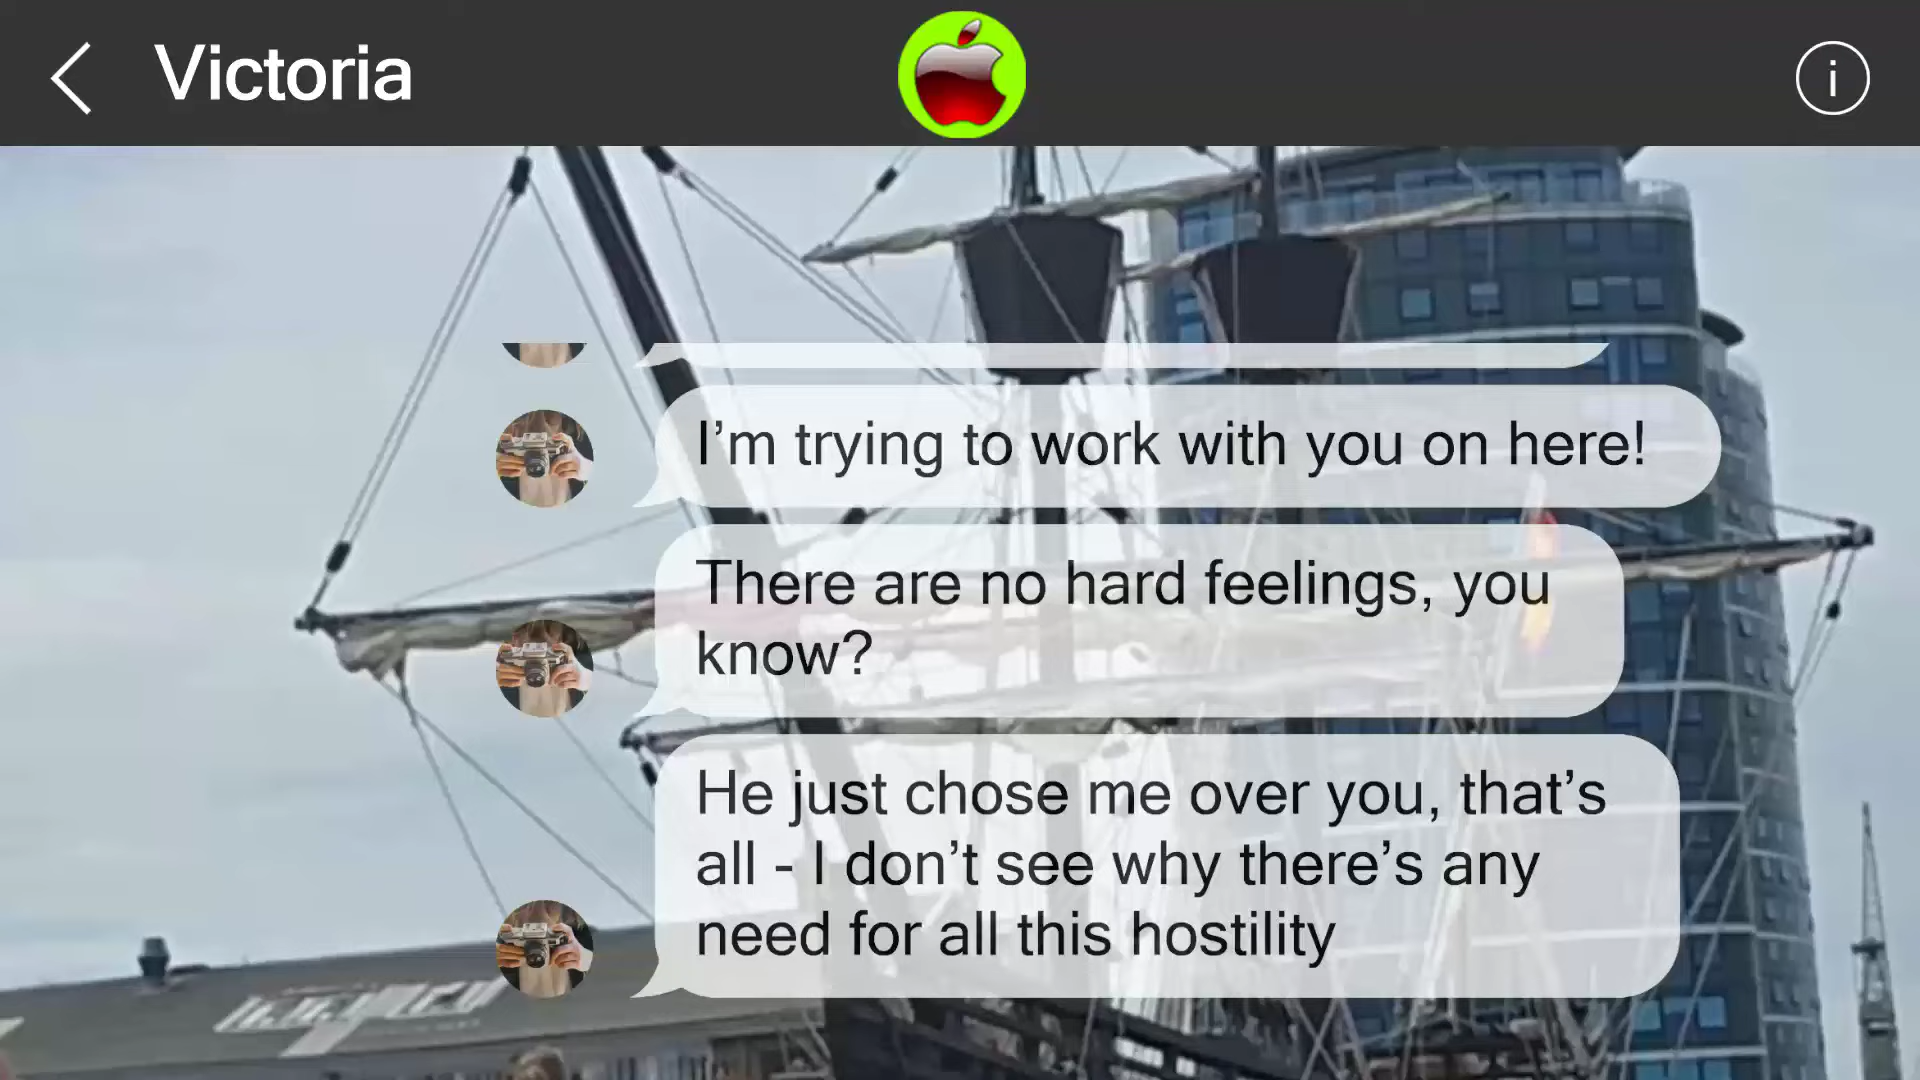 Victoria
I’m trying to work with you on here!
There are no hard feelings, you
know?
He just chose me over you, that’s
all - I don’t see why there’s any
need for all this hostility